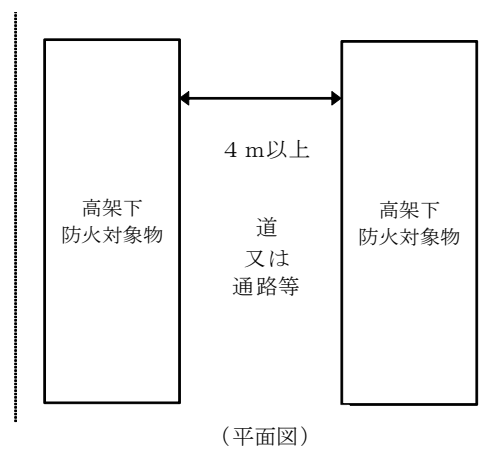 ４ｍ以上
高架下
防火対象物
道
又は
通路等
高架下
防火対象物
（平面図）